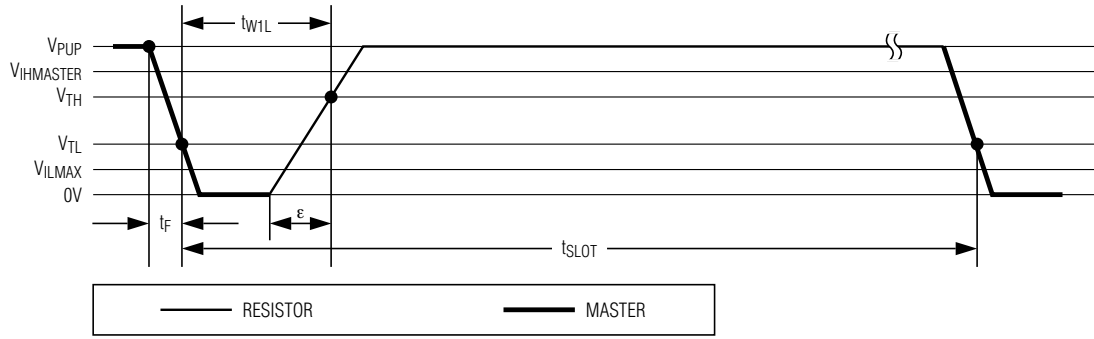 tW1L
VPUP
VIHMASTER
VTH
VTL
VILMAX
0V
tF
ε
tSLOT
RESISTOR
MASTER